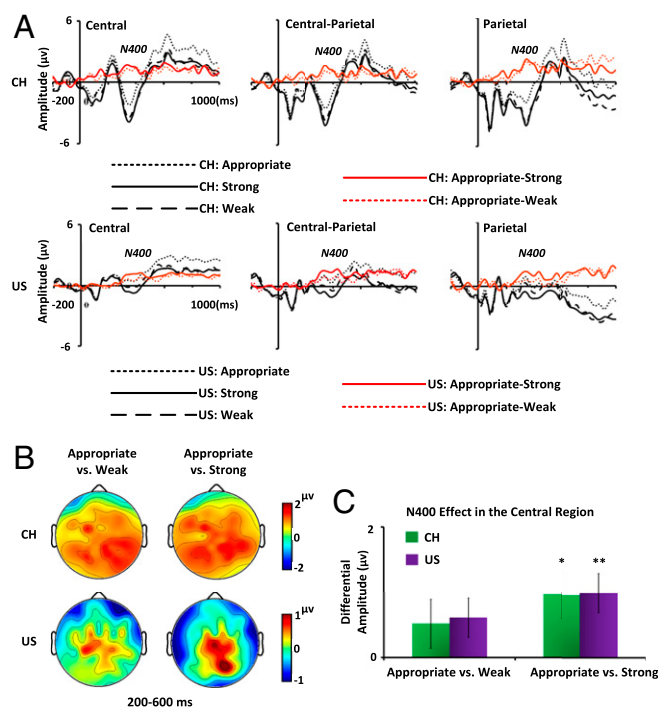 A
Central
Central-Parietal
Parietal
6
N400
N400
N400
CH
Amplitude (μv)
-200
0
1000(ms)
-6
CH: Appropriate
CH: Strong
CH: Weak
CH: Appropriate-Strong
CH: Appropriate-Weak
6
Central
Central-Parietal
Parietal
N400
N400
N400
US
Amplitude (μv)
-200
0
1000(ms)
-6
US: Appropriate
US: Strong
US: Weak
US: Appropriate-Strong
US: Appropriate-Weak
B
Appropriate
vs. Weak
Appropriate
vs. Strong
CH
μv
2
0
-2
US
μv
1
0
-1
200-600 ms
C
N400 Effect in the Central Region
2
CH
US
Differential
Amplitude (μv)
*
**
0
Appropriate vs. Weak
Appropriate vs. Strong